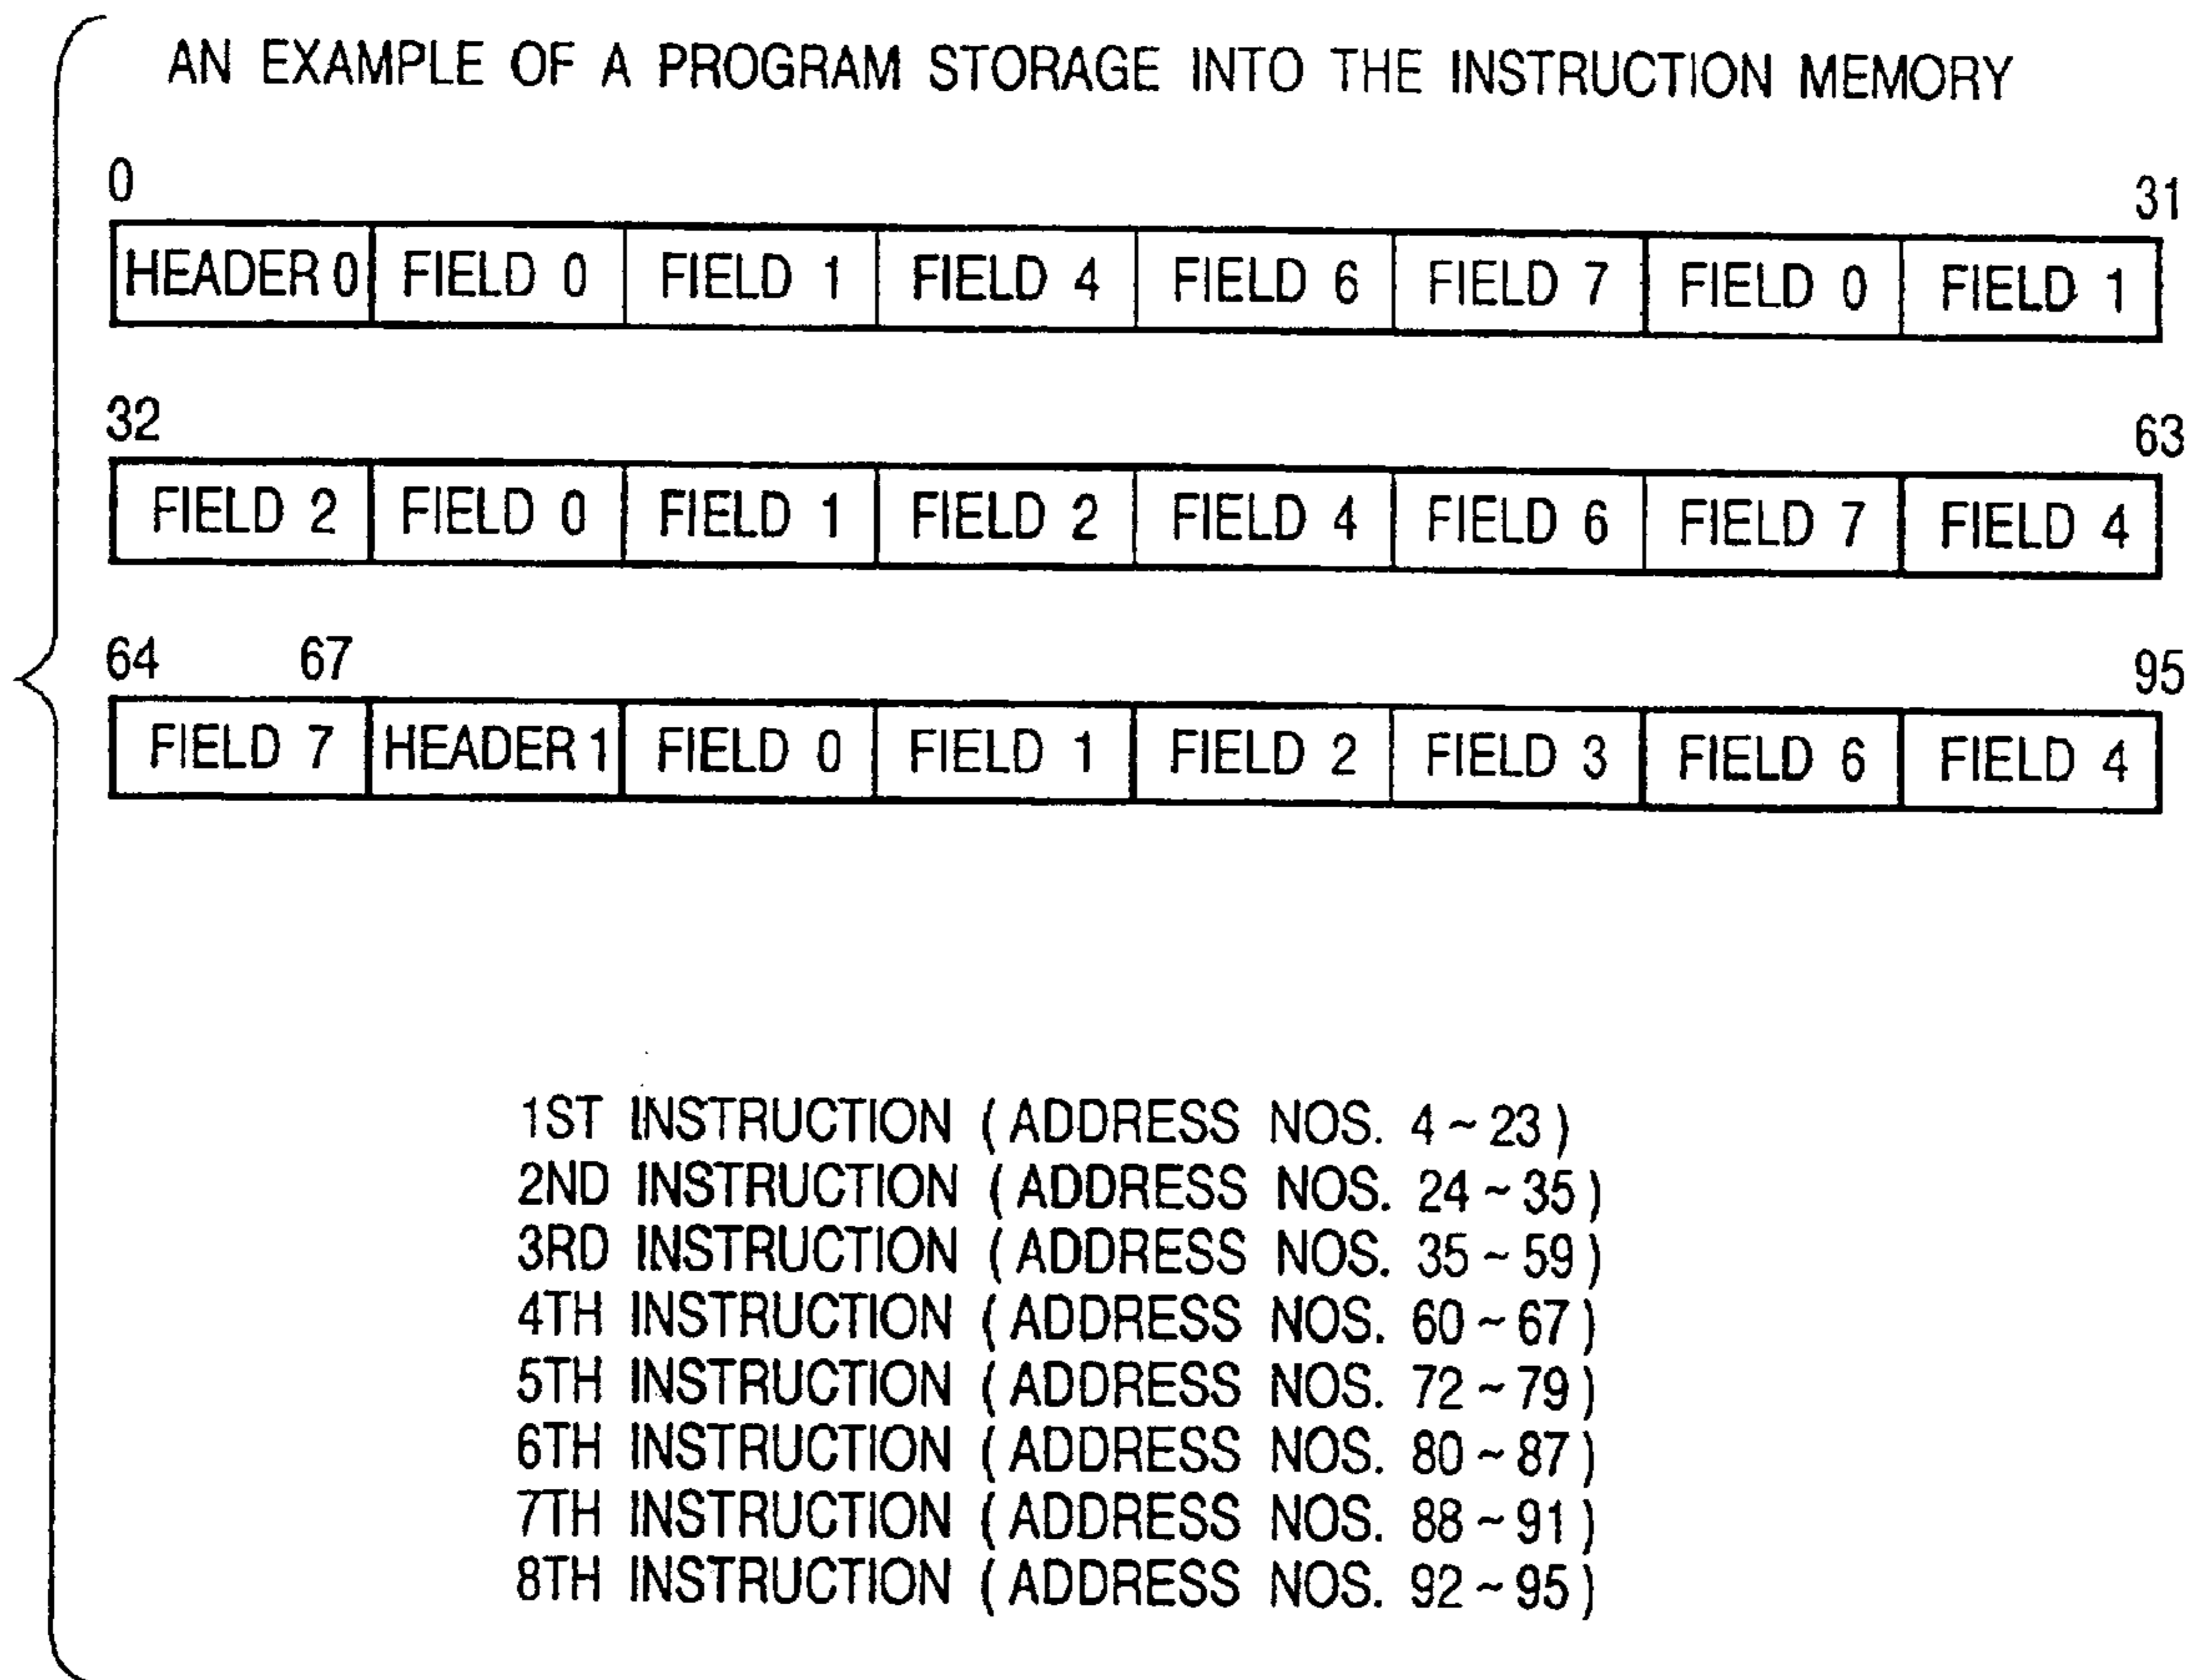 AN EXAMPLE OF A PROGRAM STORAGE INTO THE INSTRUCTION MEMORY
0 31
HEADER 0 FIELD 0 FIELD 1 FIELD 4 FIELD 6 FIELD 7 FIELD 0 FIELD 1
32 63
FIELD 2 FIELD 0 FIELD 1 FIELD 2 FIELD 4 FIELD 6 FIELD 7 FIELD 4
64 67 95
FIELD 7 HEADER 1 FIELD 0 FIELD 1 FIELD 2 FIELD 3 FIELD 6 FIELD 4
1ST INSTRUCTION (ADDRESS NOS. 4~23)
2ND INSTRUCTION (ADDRESS NOS. 24~35)
3RD INSTRUCTION (ADDRESS NOS. 35~59)
4TH INSTRUCTION (ADDRESS NOS. 60~67)
5TH INSTRUCTION (ADDRESS NOS. 72~79)
6TH INSTRUCTION (ADDRESS NOS. 80~87)
7TH INSTRUCTION (ADDRESS NOS. 88~91)
8TH INSTRUCTION (ADDRESS NOS. 92~95)